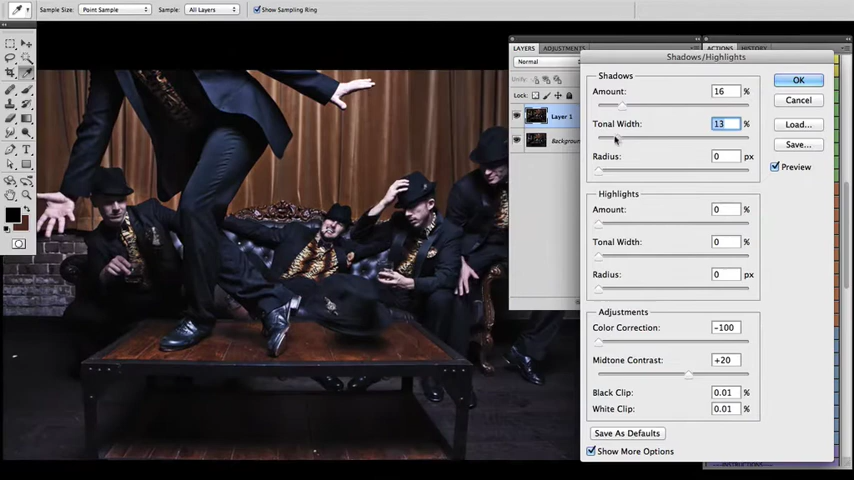 Sample Size: Point Sample Sample: All Layers Show Sampling Ring
LAYERS ADJUSTMENTS ACTIONS
Normal
Unify:
Lock:
Layer 1
Backgroun
Shadows/Highlights
Shadows
Amount: 16 %
Tonal Width: 13 %
Radius: 0 px
Highlights
Amount: 0 %
Tonal Width: 0 %
Radius: 0 px
Adjustments
Color Correction: -100
Midtone Contrast: +20
Black Clip: 0.01 %
White Clip: 0.01 %
Save As Defaults
Show More Options
OK
Cancel
Load...
Save...
Preview